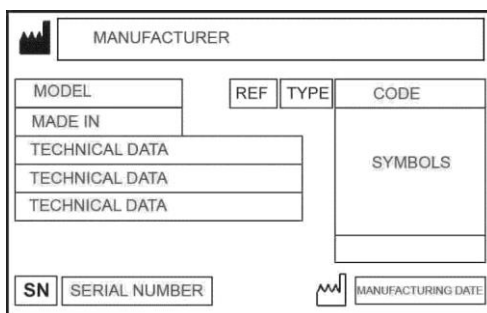 MANUFACTURER
MODEL REF TYPE CODE
MADE IN
TECHNICAL DATA
SYMBOLS
TECHNICAL DATA
TECHNICAL DATA
SN SERIAL NUMBER MANUFACTURING DATE